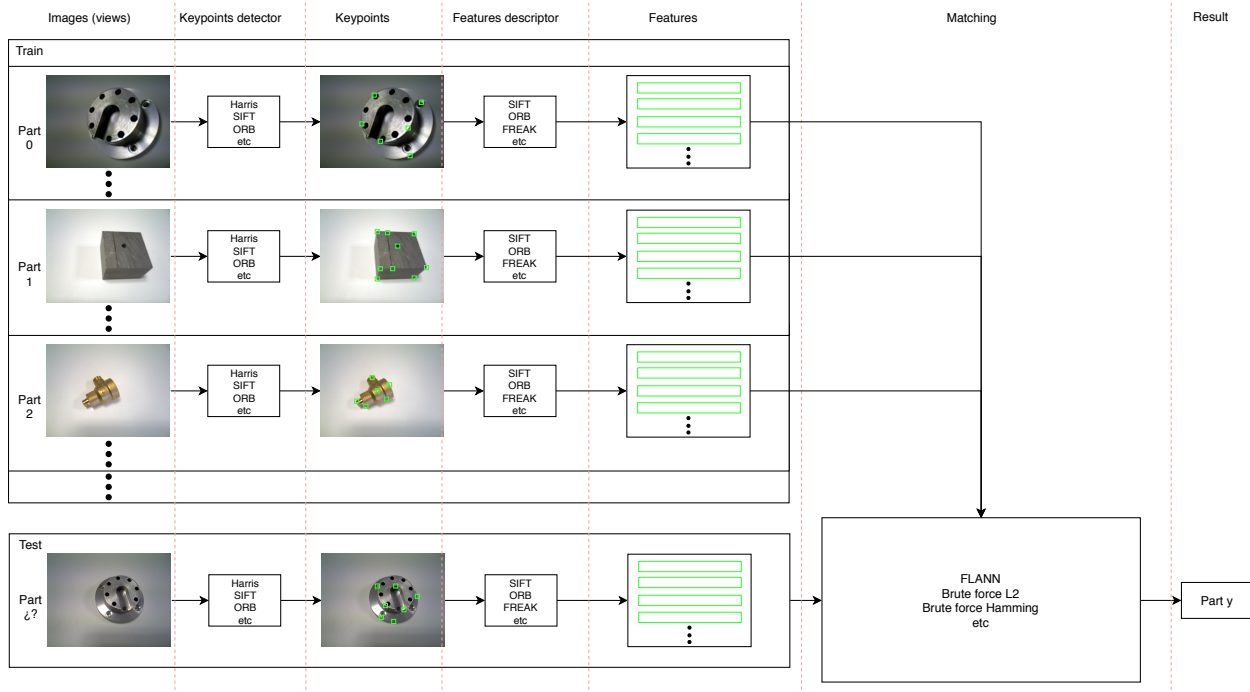 Images (views)
Keypoints detector
Keypoints
Features descriptor
Features
Matching
Result
Train
Part
0
Harris
SIFT
ORB
etc
SIFT
ORB
FREAK
etc
Part
1
Harris
SIFT
ORB
etc
SIFT
ORB
FREAK
etc
Part
2
Harris
SIFT
ORB
etc
SIFT
ORB
FREAK
etc
Test
Part
¿?
Harris
SIFT
ORB
etc
SIFT
ORB
FREAK
etc
FLANN
Brute force L2
Brute force Hamming
etc
Part y